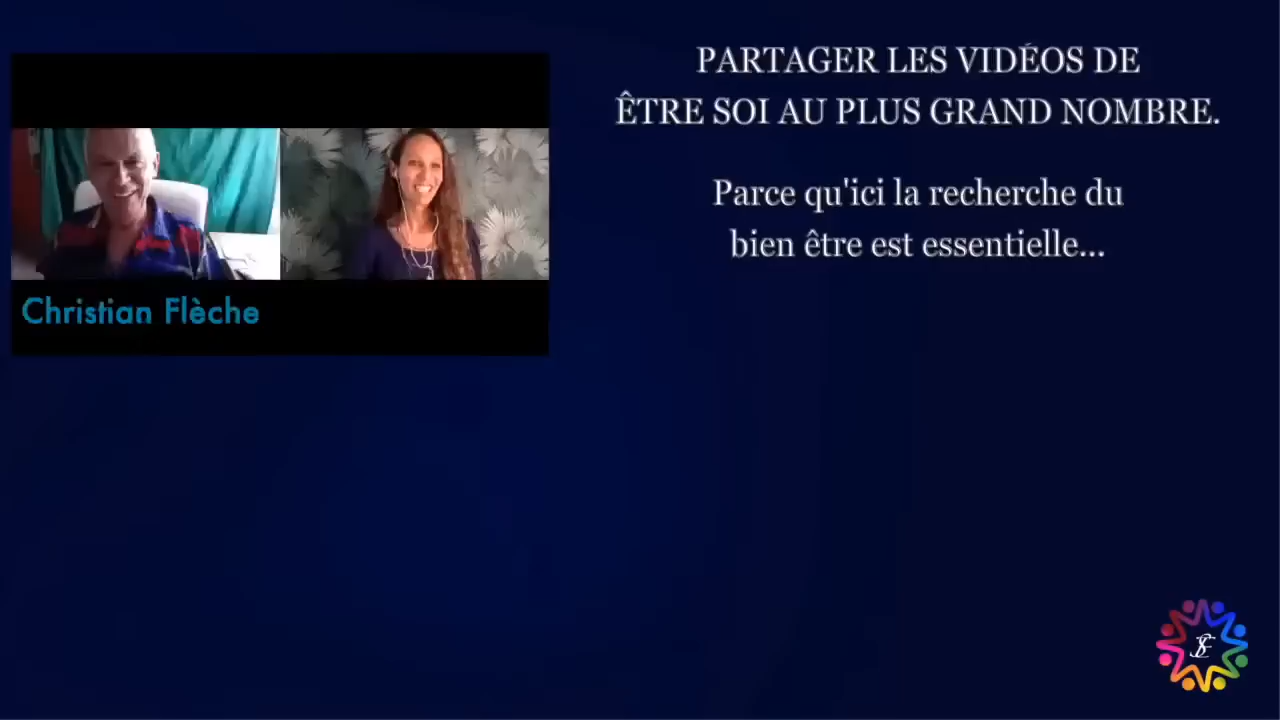 PARTAGER LES VIDÉOS DE
ÊTRE SOI AU PLUS GRAND NOMBRE.
Parce qu'ici la recherche du
bien être est essentielle...
Christian Flèche